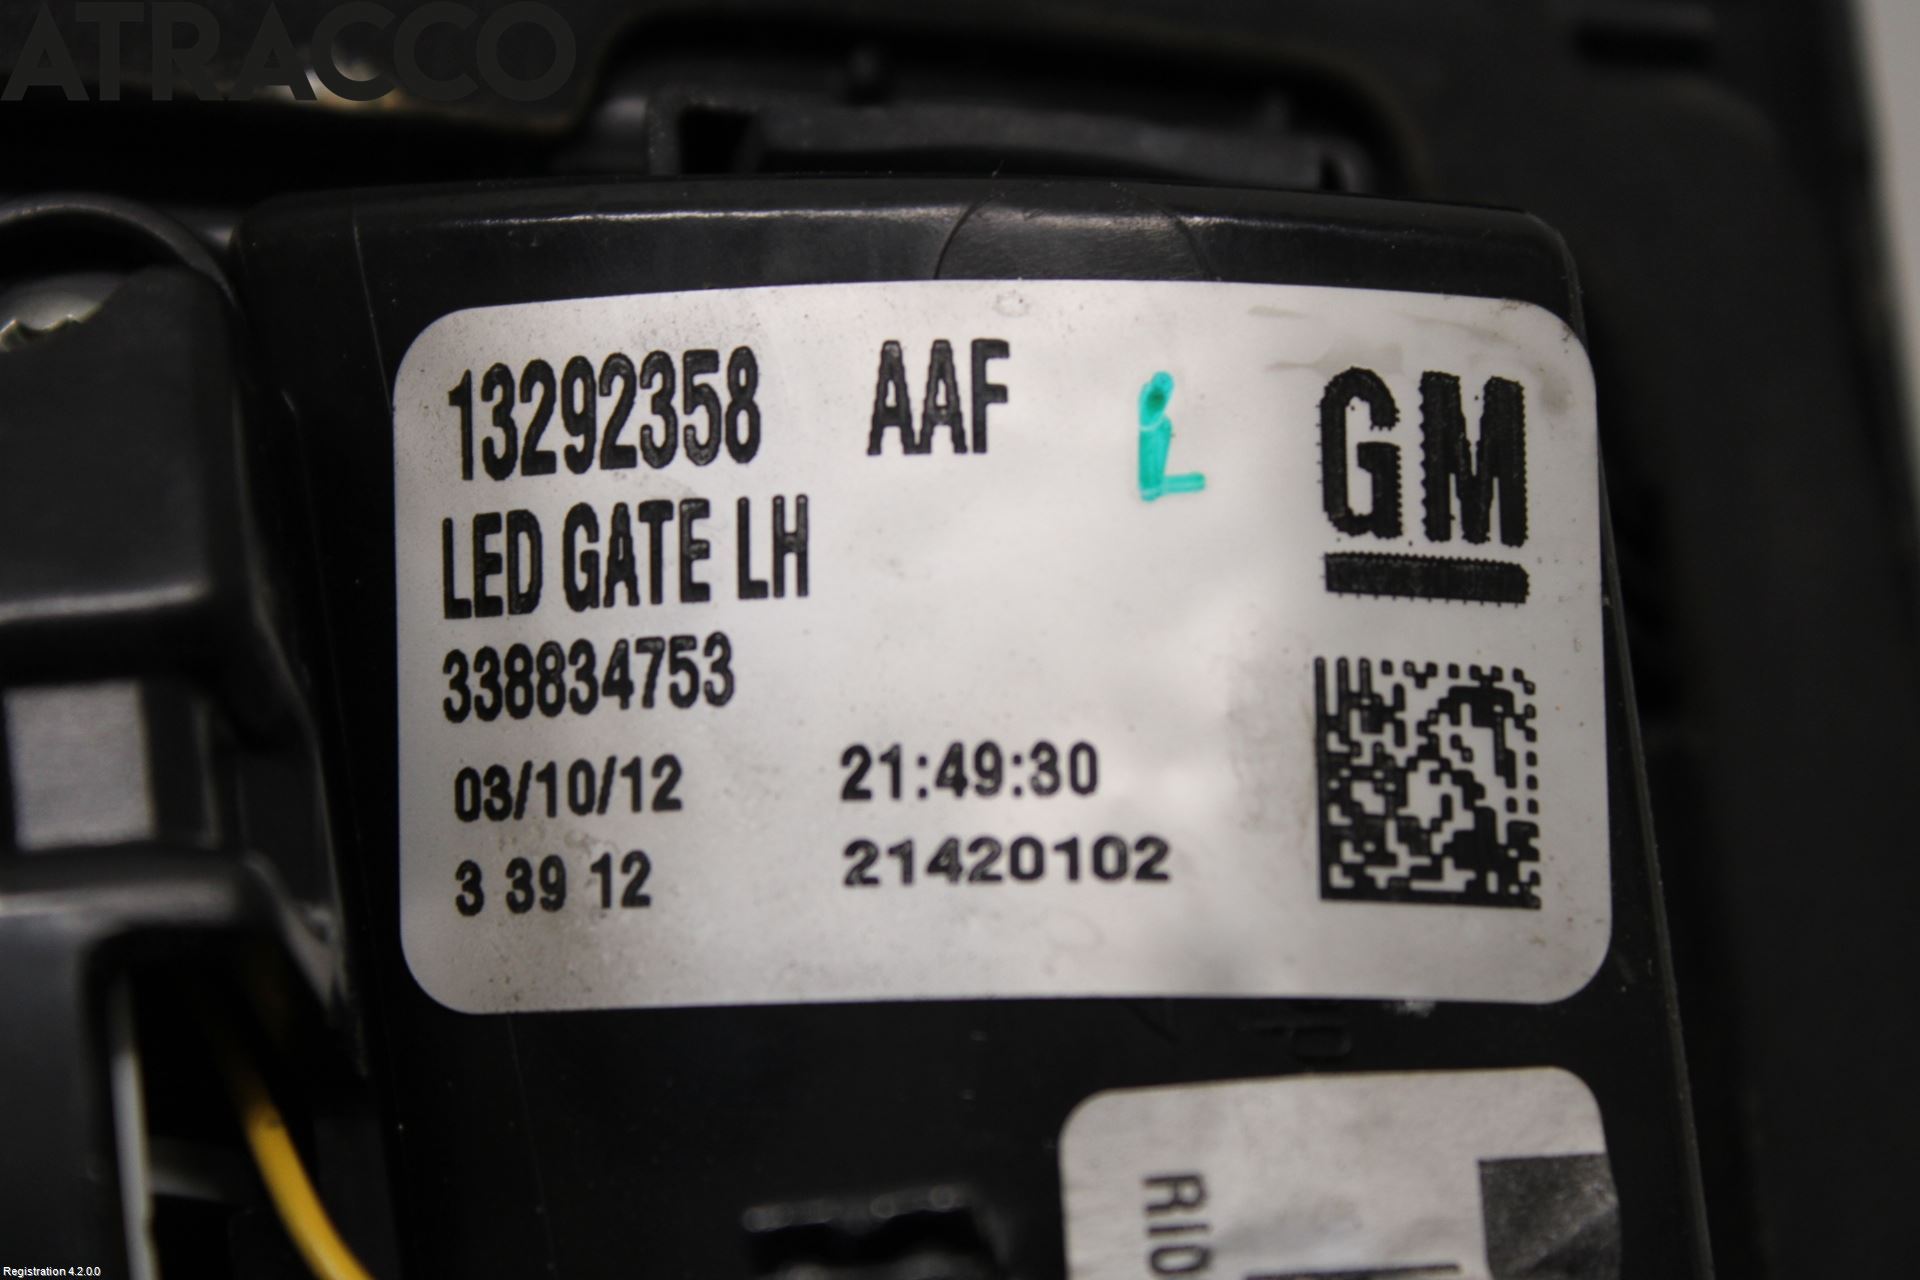 ATRACCO
13292358 AAF L GM
LED GATE LH
338834753
03/10/12 21:49:30
3 39 12 21420102
RIO
Registration 4.2.0.0